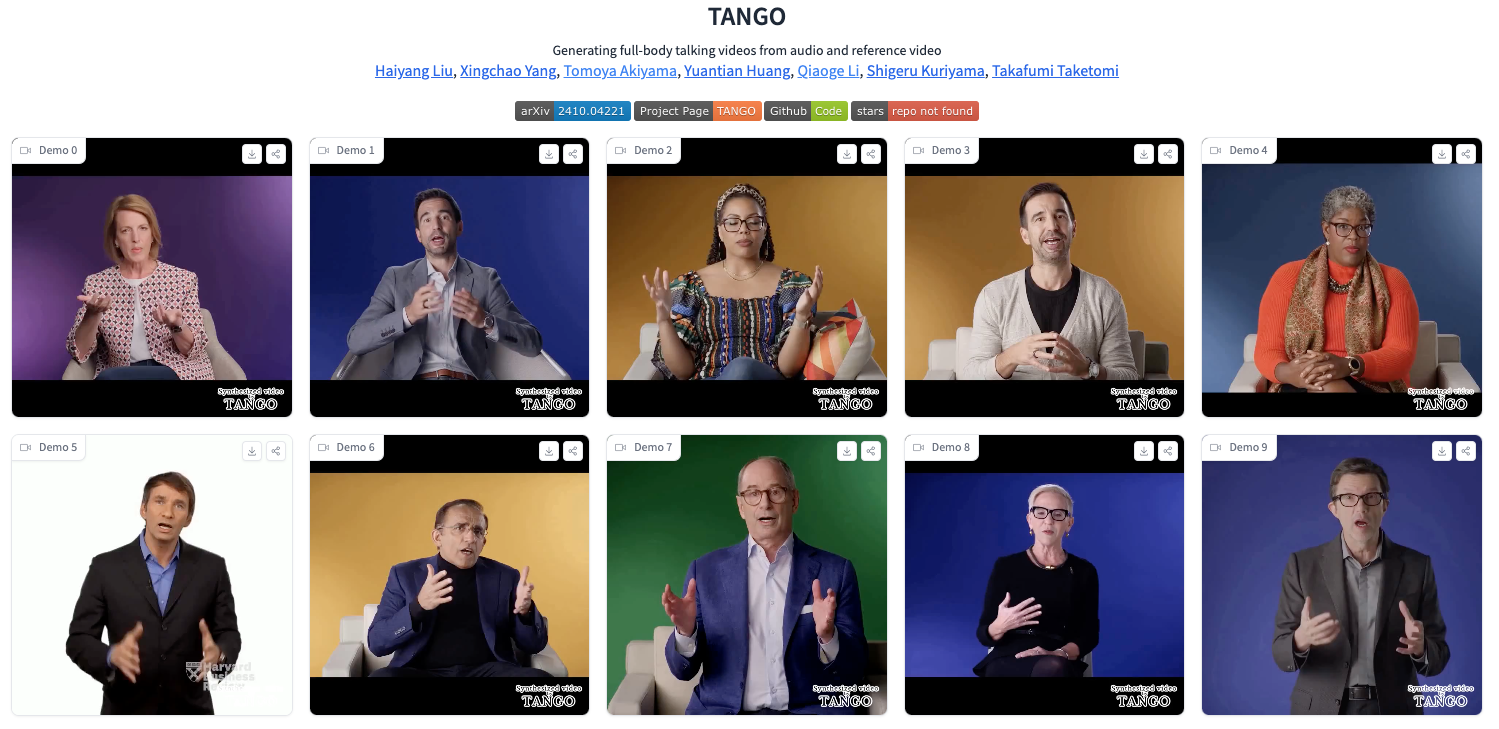 TANGO
Generating full-body talking videos from audio and reference video
Haiyang Liu, Xingchao Yang, Tomoya Akiyama, Yuantian Huang, Qiaoge Li, Shigeru Kuriyama, Takafumi Taketomi
arXiv 2410.04221 Project Page TANGO Github Code stars repo not found
Demo 0
Demo 1
Demo 2
Demo 3
Demo 4
Synthesized video
TANGO
Synthesized video
TANGO
Synthesized video
TANGO
Synthesized video
TANGO
Synthesized video
TANGO
Demo 5
Demo 6
Demo 7
Demo 8
Demo 9
Harvard
Business
Review
Synthesized video
TANGO
Synthesized video
TANGO
Synthesized video
TANGO
Synthesized video
TANGO